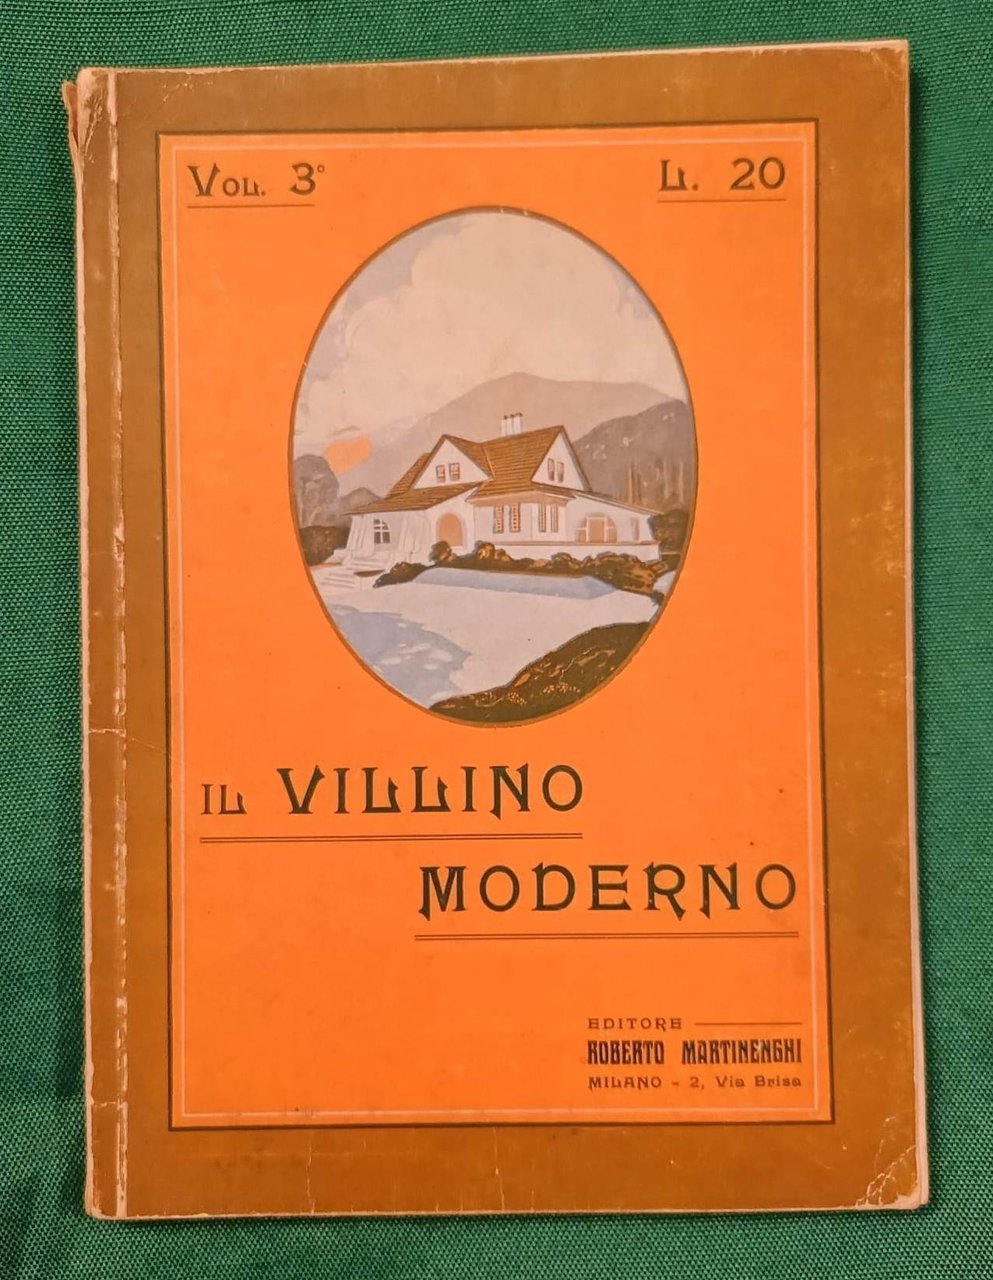 Vol. 3°
L. 20
IL VILLINO
MODERNO
EDITORE
ROBERTO MARTINENGHI
MILANO - 2, Via Brisa